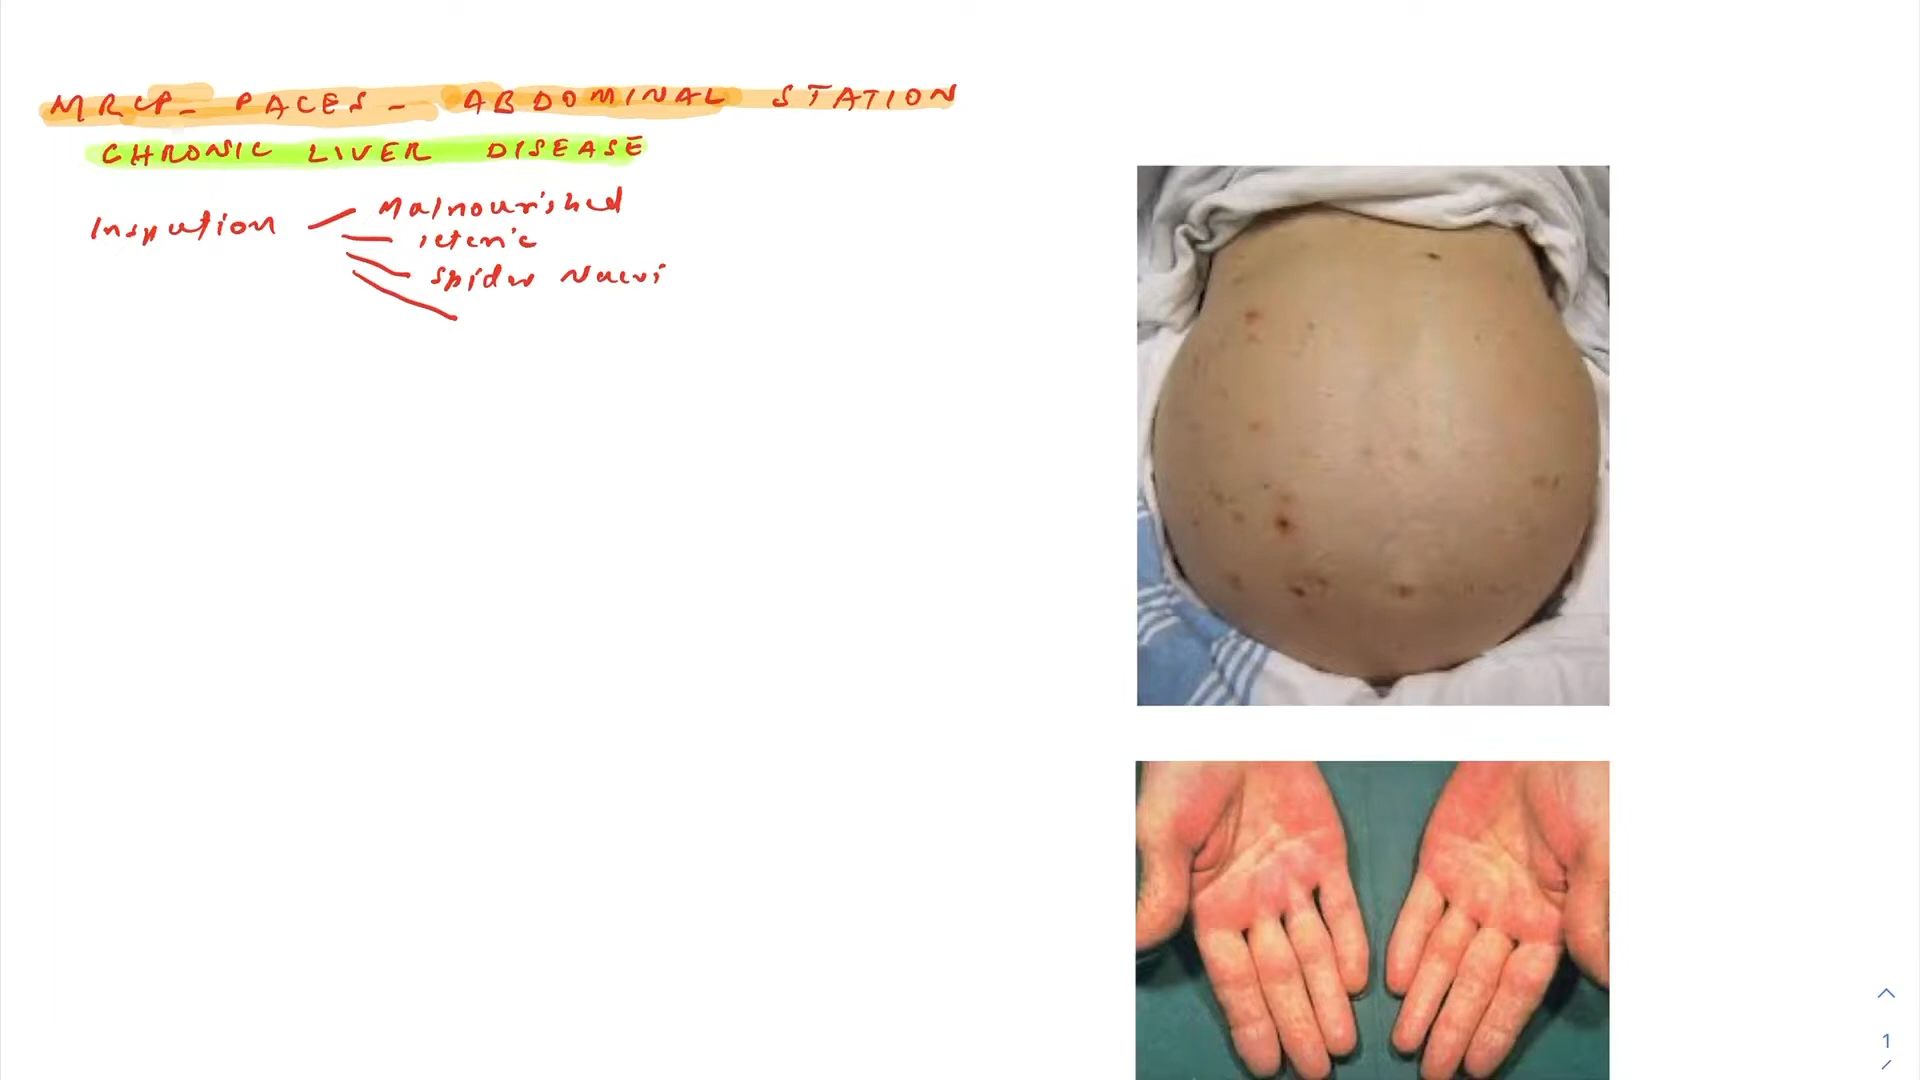 MRCP- PACES - ABDOMINAL STATION
CHRONIC LIVER DISEASE
Inspection
Malnourished
icteric
Spider Naevi
1